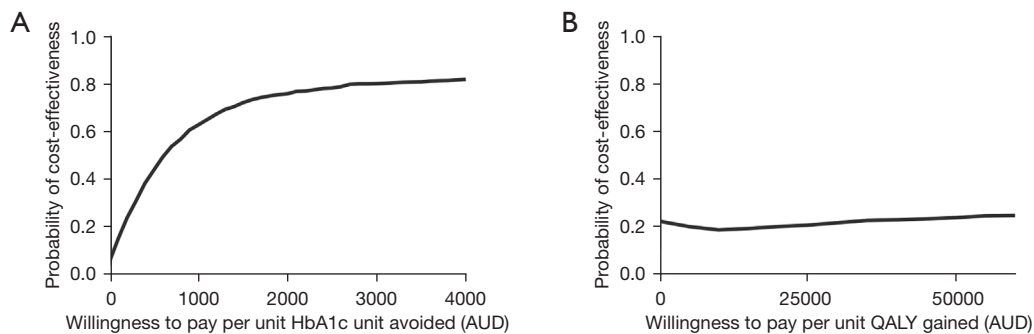 A
Probability of cost-effectiveness
1.0
0.8
0.6
0.4
0.2
0.0
0 1000 2000 3000 4000
Willingness to pay per unit HbA1c unit avoided (AUD)
B
Probability of cost-effectiveness
1.0
0.8
0.6
0.4
0.2
0.0
0 25000 50000
Willingness to pay per unit QALY gained (AUD)